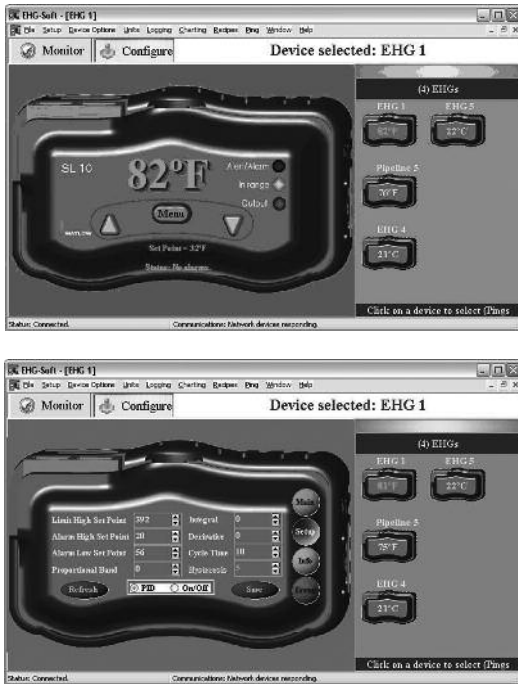 EHG-Soft - [EHG 1]
File Setup Device Options Units Logging Charting Recipes Ping Window Help
Monitor Configure Device selected: EHG 1
(4) EHGs
EHG 1 EHG 5
82°F 22°C
Pipeline 5
76°F
EHG 4
21°C
SL 10
82°F
Alert/Alarm
In range
Output
Menu
WATLOW
Set Point = 32°F
Status: No alarms.
Click on a device to select (Pings
Status: Connected. Communications: Network devices responding.
EHG-Soft - [EHG 1]
File Setup Device Options Units Logging Charting Recipes Ping Window Help
Monitor Configure Device selected: EHG 1
(4) EHGs
EHG 1 EHG 5
81°F 22°C
Pipeline 5
75°F
EHG 4
21°C
Main
Limit High Set Point 392 Integral 0
Alarm High Set Point 20 Derivative 0
Setup
Alarm Low Set Point 56 Cycle Time 10
Info
Proportional Band 0 Hysteresis 5
Refresh PID On/Off Save
Click on a device to select (Pings
Status: Connected. Communications: Network devices responding.